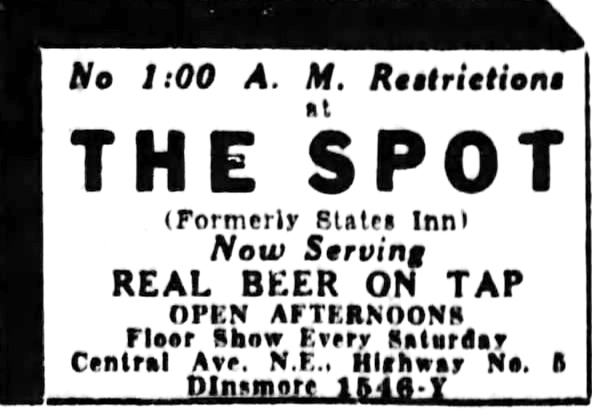 No 1:00 A. M. Restrictions
at
THE SPOT
(Formerly States Inn)
Now Serving
REAL BEER ON TAP
OPEN AFTERNOONS
Floor Show Every Saturday
Central Ave. N.E., Highway No. 5
DInsmore 1546-Y